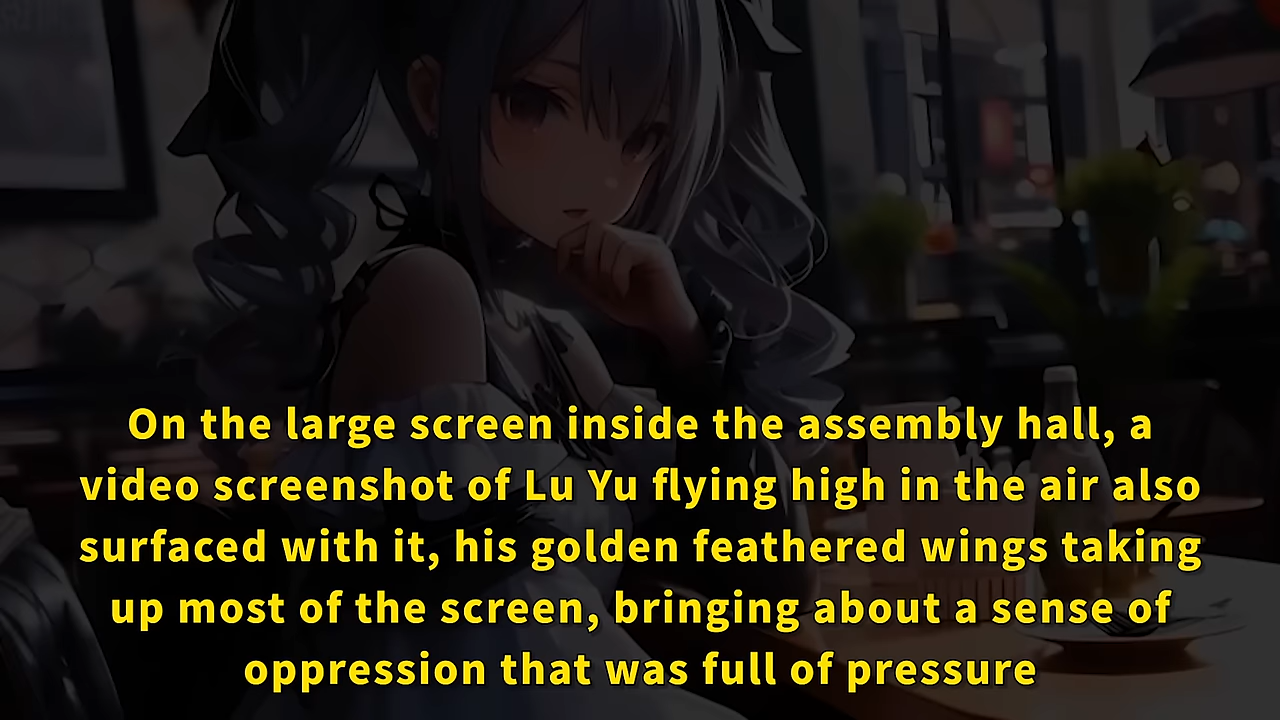 On the large screen inside the assembly hall, a
video screenshot of Lu Yu flying high in the air also
surfaced with it, his golden feathered wings taking
up most of the screen, bringing about a sense of
oppression that was full of pressure